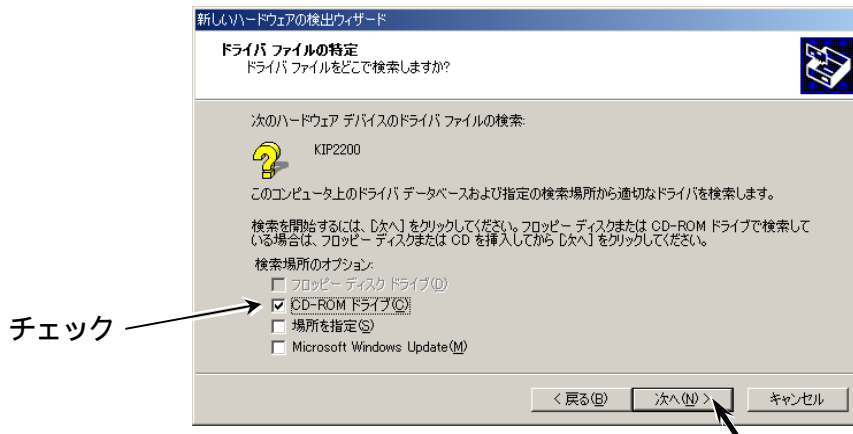 新しいハードウェアの検出ウィザード
ドライバ ファイルの特定
ドライバ ファイルをどこで検索しますか?
次のハードウェア デバイスのドライバ ファイルの検索:
KIP2200
このコンピュータ上のドライバ データベースおよび指定の検索場所から適切なドライバを検索します。
検索を開始するには、[次へ] をクリックしてください。フロッピー ディスクまたは CD-ROM ドライブで検索して
いる場合は、フロッピー ディスクまたは CD を挿入してから [次へ] をクリックしてください。
検索場所のオプション:
フロッピー ディスク ドライブ(D)
CD-ROM ドライブ(C)
チェック
場所を指定(S)
Microsoft Windows Update(M)
< 戻る(B) 次へ(N) > キャンセル